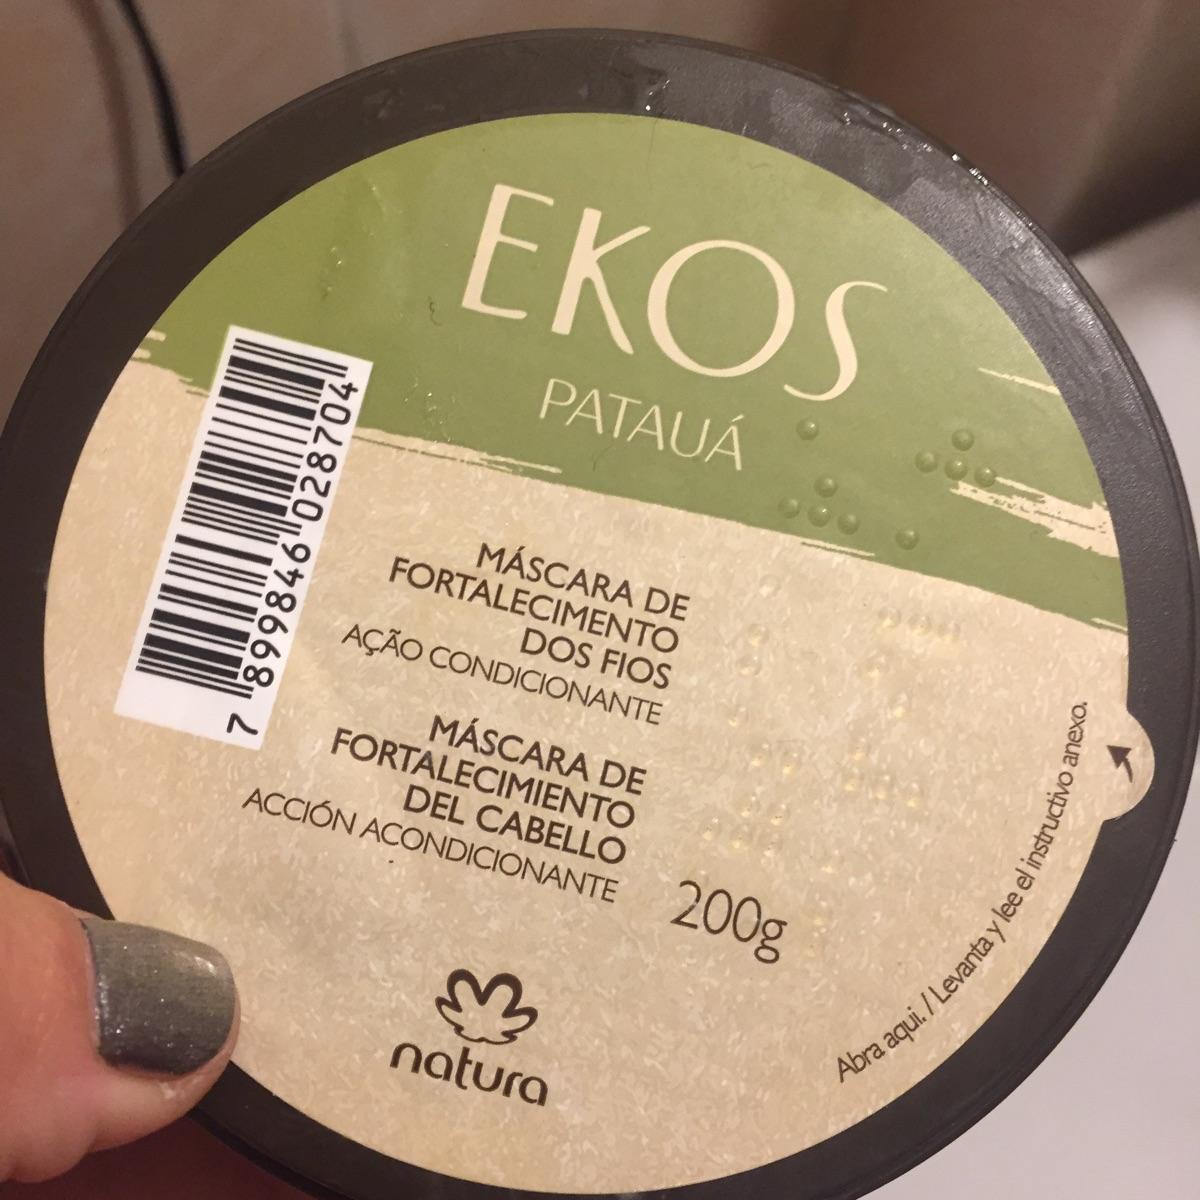 EKOS
PATAUÁ
7 899846 028704
MÁSCARA DE
FORTALECIMENTO
DOS FIOS
AÇÃO CONDICIONANTE
MÁSCARA DE
FORTALECIMIENTO
DEL CABELLO
ACCIÓN ACONDICIONANTE
200g
natura
Abra aqui. / Levanta y lee el instructivo anexo.